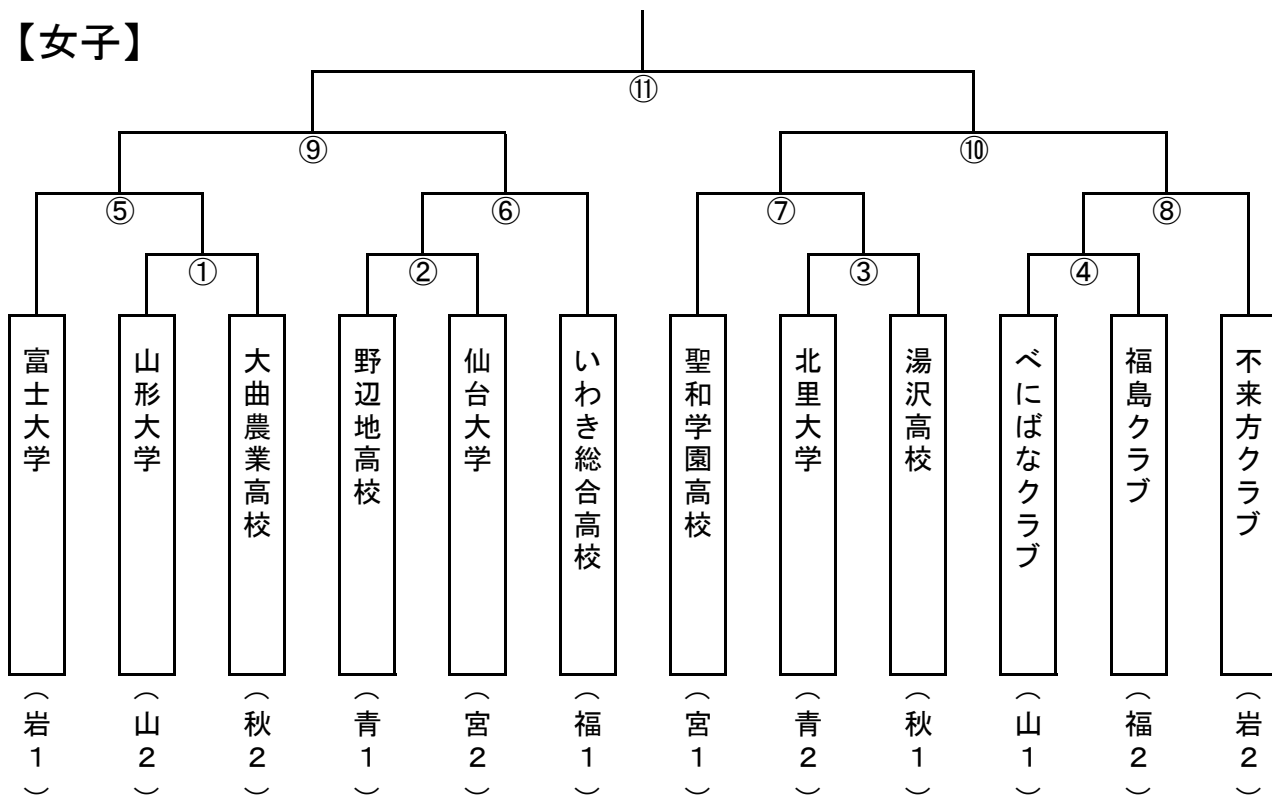 【女子】
⑪
⑨
⑩
⑤
⑥
⑦
⑧
①
②
③
④
富士大学
山形大学
大曲農業高校
野辺地高校
仙台大学
いわき総合高校
聖和学園高校
北里大学
湯沢高校
べにばなクラブ
福島クラブ
不来方クラブ
（岩１）
（山２）
（秋２）
（青１）
（宮２）
（福１）
（宮１）
（青２）
（秋１）
（山１）
（福２）
（岩２）